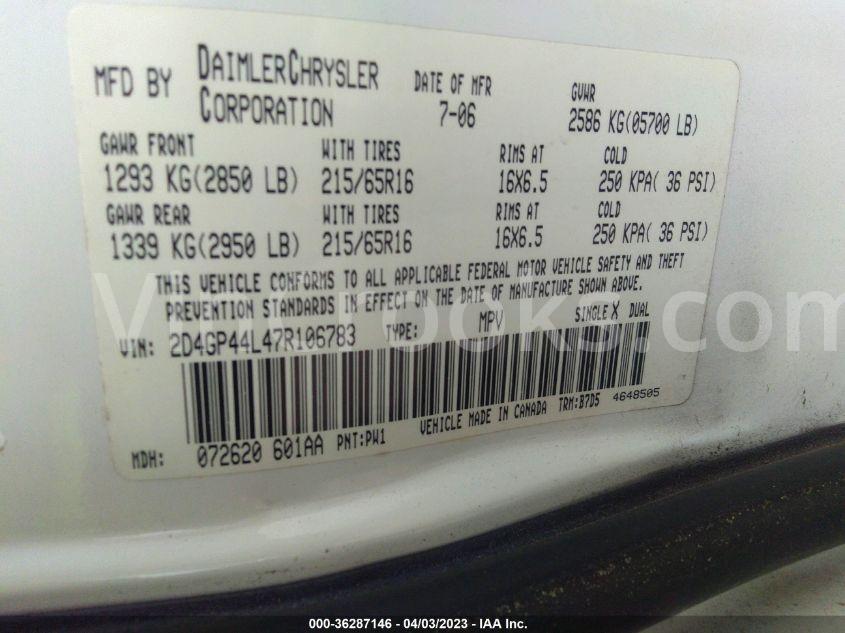 MFD BY DAIMLERCHRYSLER CORPORATION DATE OF MFR 7-06 GVWR 2586 KG(05700 LB)
GAWR FRONT WITH TIRES RIMS AT COLD
1293 KG(2850 LB) 215/65R16 16X6.5 250 KPA( 36 PSI)
GAWR REAR WITH TIRES RIMS AT COLD
1339 KG(2950 LB) 215/65R16 16X6.5 250 KPA( 36 PSI)
THIS VEHICLE CONFORMS TO ALL APPLICABLE FEDERAL MOTOR VEHICLE SAFETY AND THEFT
PREVENTION STANDARDS IN EFFECT ON THE DATE OF MANUFACTURE SHOWN ABOVE.
VIN: 2D4GP44L47R106783 TYPE: MPV SINGLE X DUAL
MDH: 072620 601AA PNT:PW1 VEHICLE MADE IN CANADA TRM:B7D5 4648505
000-36287146 - 04/03/2023 - IAA Inc.